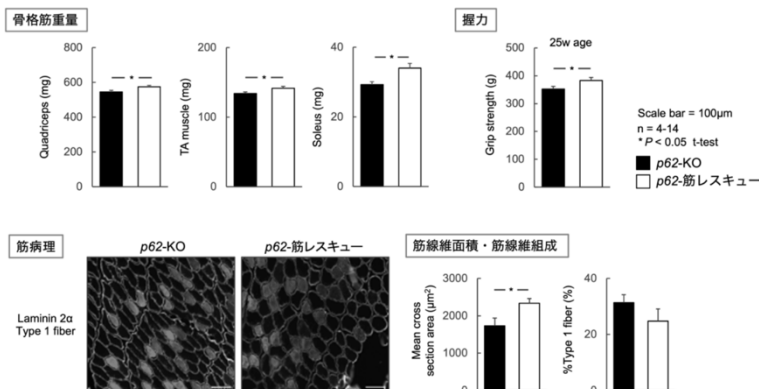 骨格筋重量
800
600
400
200
0
Quadriceps (mg)
*
200
100
0
TA muscle (mg)
*
40
20
0
Soleus (mg)
*
握力
25w age
500
400
300
200
100
0
Grip strength (g)
*
Scale bar = 100μm
n = 4-14
* P < 0.05 t-test
p62-KO
p62-筋レスキュー
筋病理
p62-KO
p62-筋レスキュー
Laminin 2α
Type 1 fiber
筋線維面積・筋線維組成
3000
2000
1000
0
Mean cross
section area (μm²)
*
40
20
0
%Type 1 fiber (%)